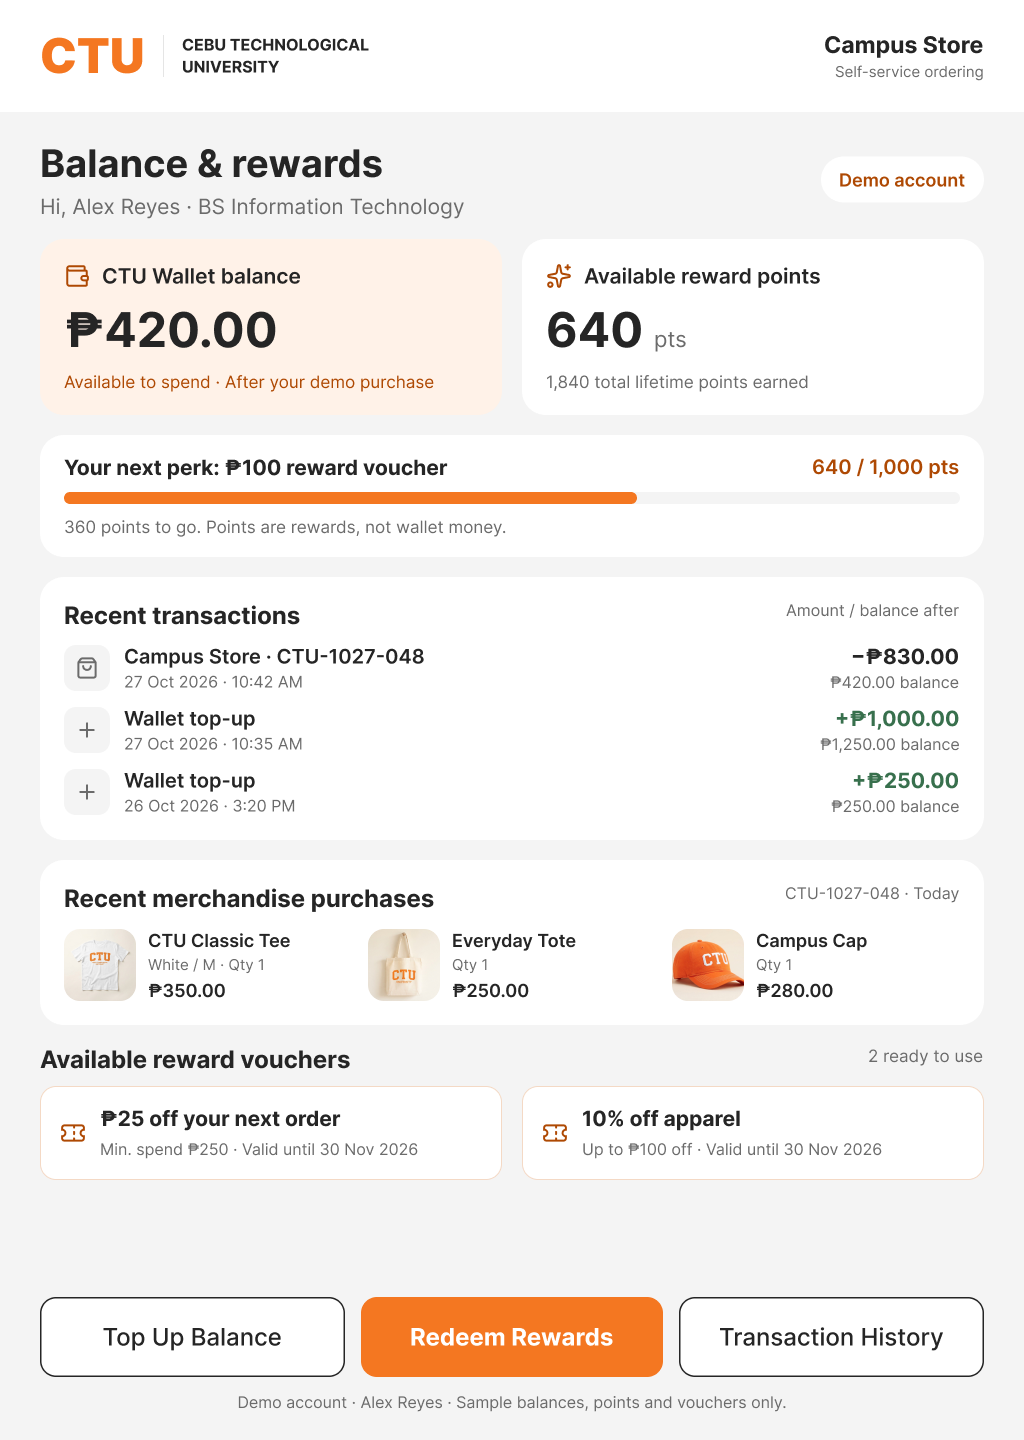 CTU
CEBU TECHNOLOGICAL
UNIVERSITY
Campus Store
Self-service ordering
Balance & rewards
Hi, Alex Reyes · BS Information Technology
Demo account
CTU Wallet balance
₱420.00
Available to spend · After your demo purchase
Available reward points
640 pts
1,840 total lifetime points earned
Your next perk: ₱100 reward voucher
640 / 1,000 pts
360 points to go. Points are rewards, not wallet money.
Recent transactions
Amount / balance after
Campus Store · CTU-1027-048
−₱830.00
27 Oct 2026 · 10:42 AM
₱420.00 balance
Wallet top-up
+₱1,000.00
27 Oct 2026 · 10:35 AM
₱1,250.00 balance
Wallet top-up
+₱250.00
26 Oct 2026 · 3:20 PM
₱250.00 balance
Recent merchandise purchases
CTU-1027-048 · Today
CTU
CTU Classic Tee
White / M · Qty 1
₱350.00
CTU
Everyday Tote
Qty 1
₱250.00
CTU
Campus Cap
Qty 1
₱280.00
Available reward vouchers
2 ready to use
₱25 off your next order
Min. spend ₱250 · Valid until 30 Nov 2026
10% off apparel
Up to ₱100 off · Valid until 30 Nov 2026
Top Up Balance
Redeem Rewards
Transaction History
Demo account · Alex Reyes · Sample balances, points and vouchers only.